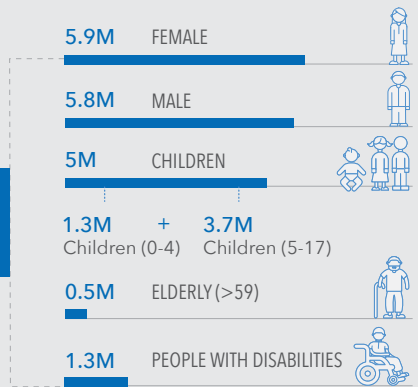 5.9M FEMALE
5.8M MALE
5M CHILDREN
1.3M + 3.7M
Children (0-4) Children (5-17)
0.5M ELDERLY (>59)
1.3M PEOPLE WITH DISABILITIES